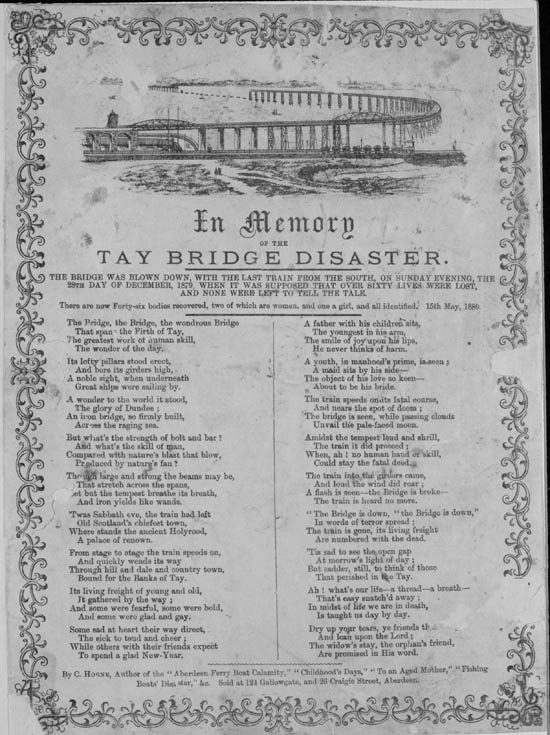 In Memory
OF THE
TAY BRIDGE DISASTER.
THE BRIDGE WAS BLOWN DOWN, WITH THE LAST TRAIN FROM THE SOUTH, ON SUNDAY EVENING, THE
28TH DAY OF DECEMBER, 1879, WHEN IT WAS SUPPOSED THAT OVER SIXTY LIVES WERE LOST,
AND NONE WERE LEFT TO TELL THE TALE.
There are now Forty-six bodies recovered, two of which are women, and one a girl, and all identified. 15th May, 1880.
The Bridge, the Bridge, the wondrous Bridge
That span the Firth of Tay,
The greatest work of human skill,
The wonder of the day.
Its lofty pillars stood erect,
And bore its girders high,
A noble sight, when underneath
Great ships were sailing by.
A wonder to the world it stood,
The glory of Dundee;
An iron bridge, so firmly built,
Across the raging sea.
But what's the strength of bolt and bar!
And what's the skill of man,
Compared with nature's blast that blow,
Produced by nature's fan?
Though large and strong the beams may be,
That stretch across the spans,
et but the tempest breathe its breath,
And iron yields like wands.
'Twas Sabbath eve, the train had left
Old Scotland's chiefest town,
Where stands the ancient Holyrood,
A palace of renown.
From stage to stage the train speeds on,
And quickly wends its way
Through hill and dale and country town,
Bound for the Banks of Tay.
Its living freight of young and old,
It gathered by the way;
And some were fearful, some were bold,
And some were glad and gay.
Some sad at heart their way direct,
The sick to tend and cheer;
While others with their friends expect
To spend a glad New-Year.
A father with his children sits,
The youngest in his arm,
The smile of joy upon his lips,
He never thinks of harm.
A youth, in manhood's prime, is seen;
A maid sits by his side—
The object of his love so keen—
About to be his bride.
The train speeds on its fatal course,
And nears the spot of doom;
The bridge is seen, while passing clouds
Unvail the pale-faced moon.
Amidst the tempest loud and shrill,
The train it did proceed;
When, ah! no human hand or skill,
Could stay the fatal deed.
The train into the girders came,
And loud the wind did roar;
A flash is seen—the Bridge is broke—
The train is heard no more.
"The Bridge is down, "the Bridge is down,"
In words of terror spread;
The train is gone, its living freight
Are numbered with the dead.
'Tis sad to see the open gap
At morrow's light of day;
But sadder, still, to think of those
That perished in the Tay.
Ah! what's our life—a thread—a breath—
That's easy snatch'd away;
In midst of life we are in death,
Is taught us day by day.
Dry up your tears, ye friends th
And lean upon the Lord;
The widow's stay, the orphan's friend,
Are promised in His word.
By C. HORNE, Author of the "Aberdeen Ferry Boat Calamity," "Childhood's Days," "To an Aged Mother," "Fishing
Boats' Disaster," &c. Sold at 124 Gallowgate, and 26 Craigie Street, Aberdeen.